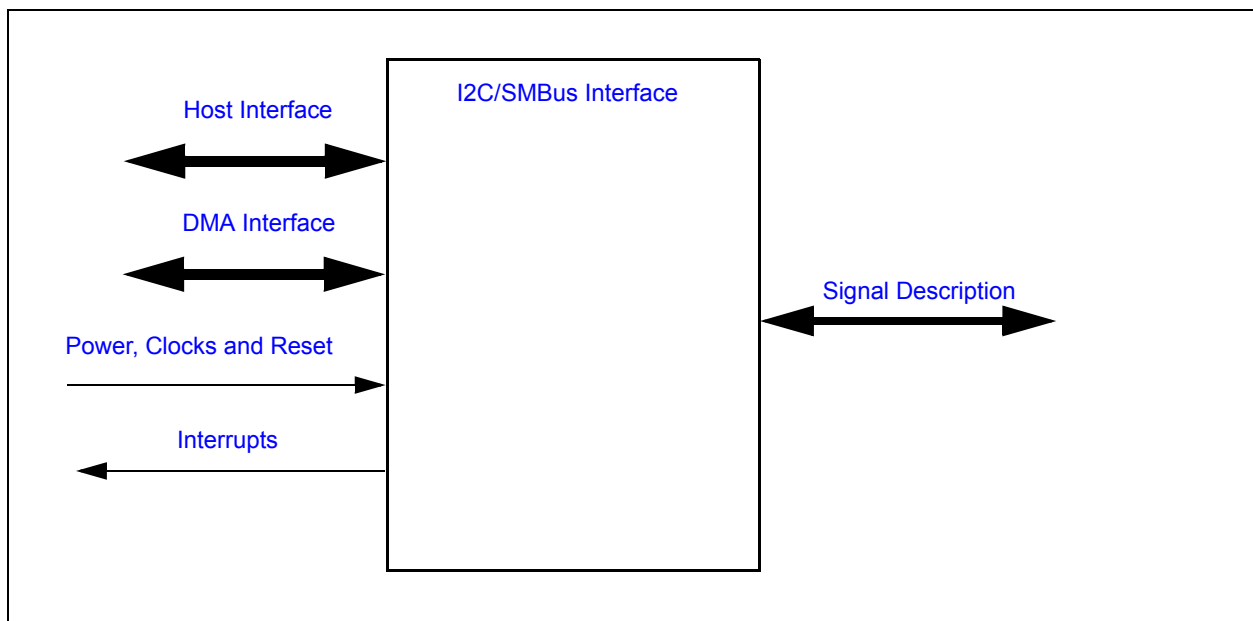 I2C/SMBus Interface
Host Interface
DMA Interface
Signal Description
Power, Clocks and Reset
Interrupts